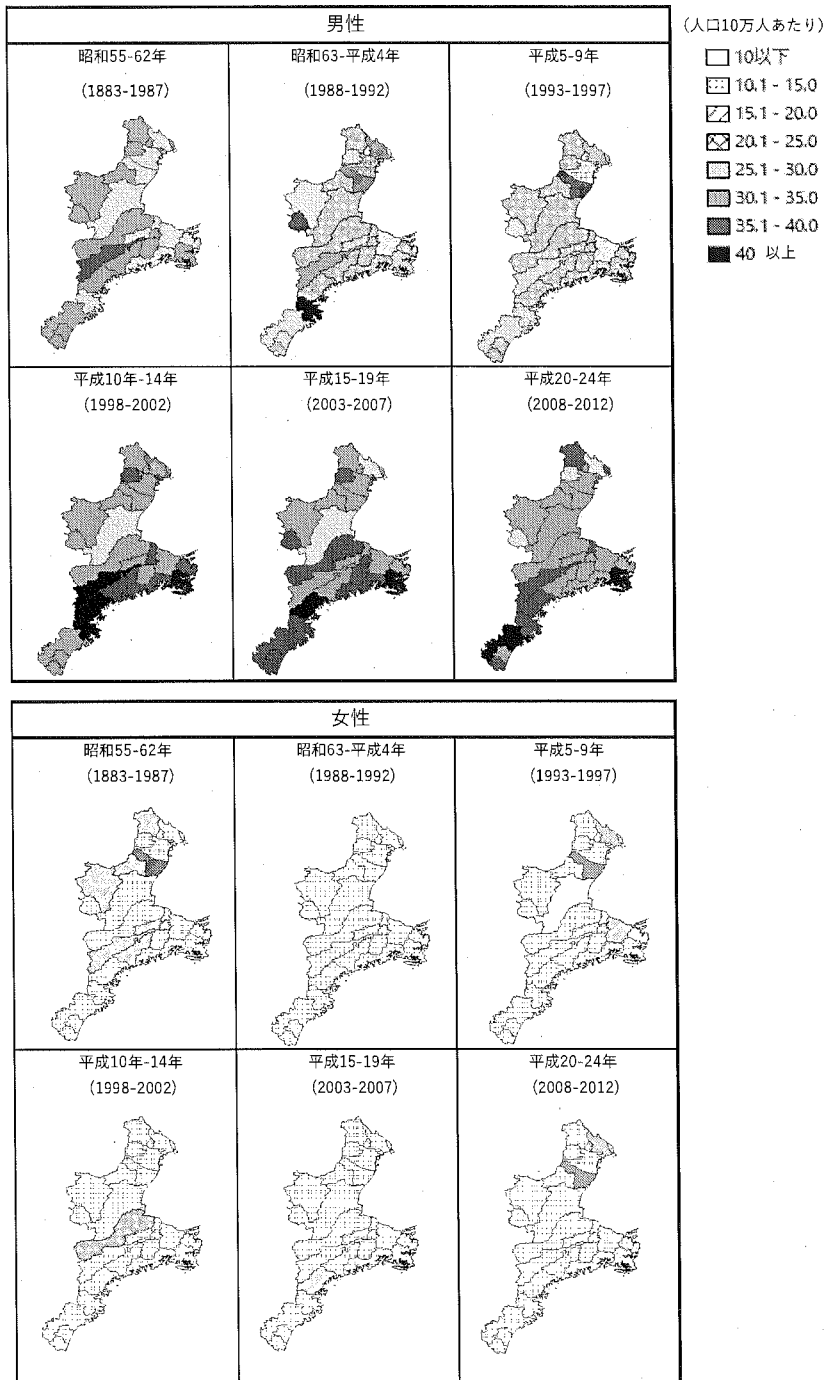 男性
(人口10万人あたり)
10以下
10.1 - 15.0
15.1 - 20.0
20.1 - 25.0
25.1 - 30.0
30.1 - 35.0
35.1 - 40.0
40 以上
昭和55-62年 昭和63-平成4年 平成5-9年
(1883-1987) (1988-1992) (1993-1997)
平成10年-14年 平成15-19年 平成20-24年
(1998-2002) (2003-2007) (2008-2012)
女性
昭和55-62年 昭和63-平成4年 平成5-9年
(1883-1987) (1988-1992) (1993-1997)
平成10年-14年 平成15-19年 平成20-24年
(1998-2002) (2003-2007) (2008-2012)